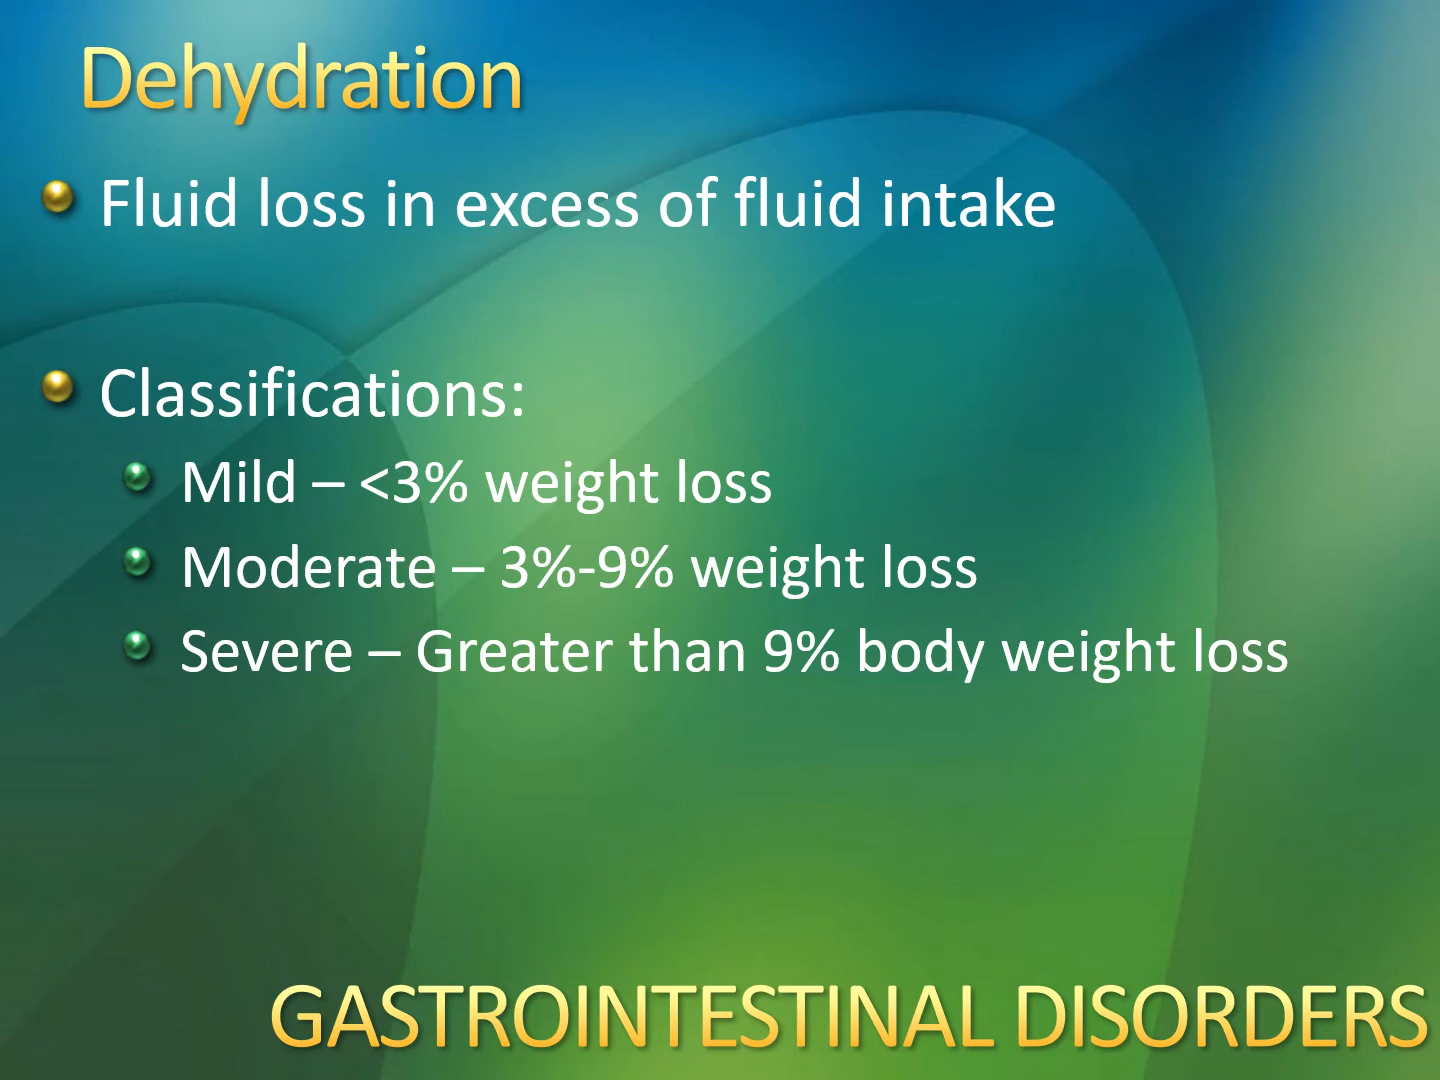 Dehydration
Fluid loss in excess of fluid intake
Classifications:
Mild – <3% weight loss
Moderate – 3%-9% weight loss
Severe – Greater than 9% body weight loss
GASTROINTESTINAL DISORDERS